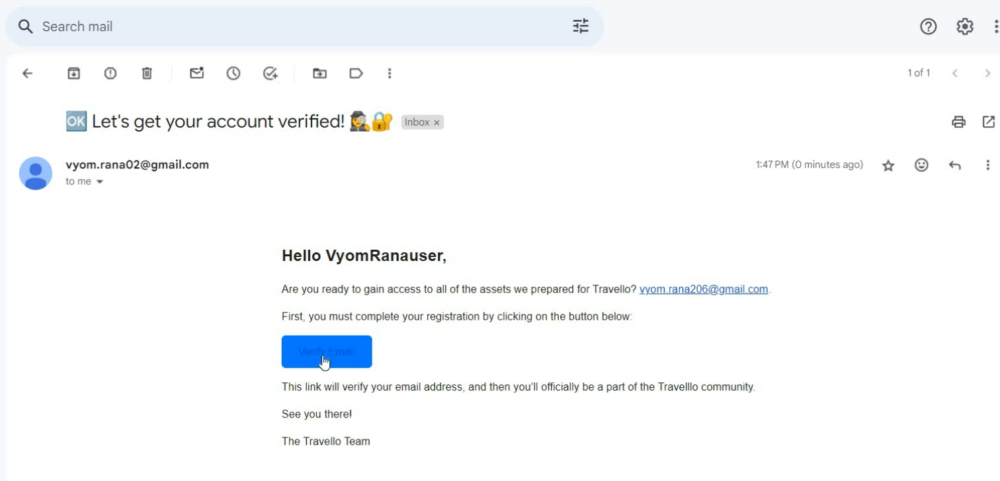 Search mail
1 of 1
OK Let's get your account verified! Inbox ×
vyom.rana02@gmail.com
1:47 PM (0 minutes ago)
to me
Hello VyomRanauser,
Are you ready to gain access to all of the assets we prepared for Travello? vyom.rana206@gmail.com.
First, you must complete your registration by clicking on the button below:
Verify Email
This link will verify your email address, and then you'll officially be a part of the Travelllo community.
See you there!
The Travello Team